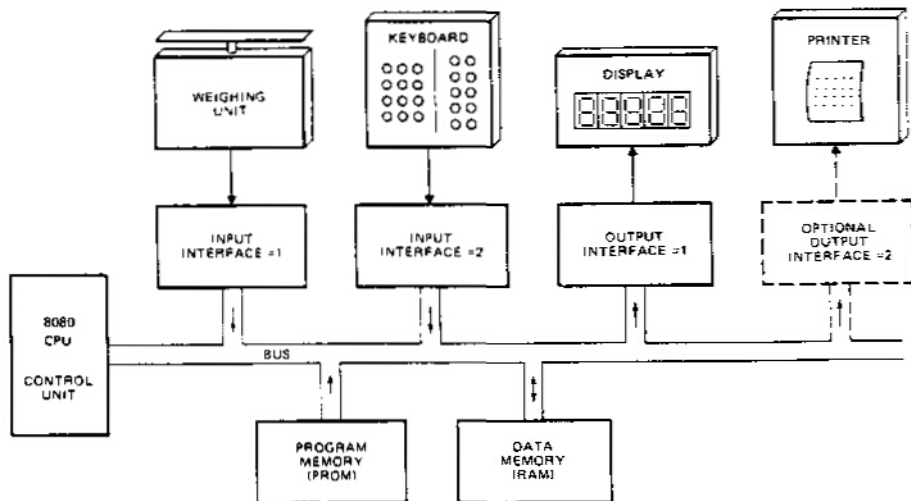 WEIGHING
UNIT
KEYBOARD
DISPLAY
PRINTER
INPUT
INTERFACE =1
INPUT
INTERFACE =2
OUTPUT
INTERFACE =1
OPTIONAL
OUTPUT
INTERFACE =2
8080
CPU
CONTROL
UNIT
BUS
PROGRAM
MEMORY
(PROM)
DATA
MEMORY
(RAM)